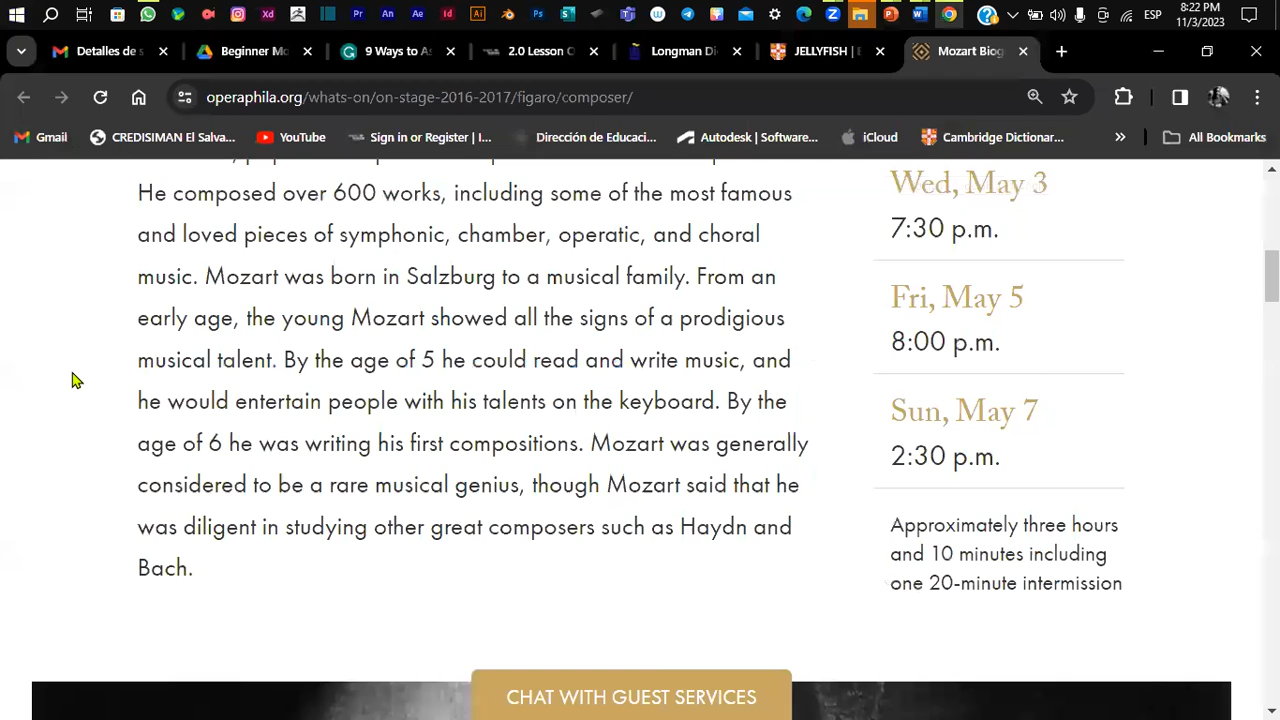 Xd
Pr
An
Ae
Id
Ai
Ps
ESP
8:22 PM
11/3/2023
Detalles de s
Beginner Mo
9 Ways to As
2.0 Lesson O
Longman Di
JELLYFISH | E
Mozart Biog
operaphila.org/whats-on/on-stage-2016-2017/figaro/composer/
Gmail
CREDISIMAN El Salva...
YouTube
Sign in or Register | I...
Dirección de Educaci...
Autodesk | Software...
iCloud
Cambridge Dictionar...
All Bookmarks
He composed over 600 works, including some of the most famous
and loved pieces of symphonic, chamber, operatic, and choral
music. Mozart was born in Salzburg to a musical family. From an
early age, the young Mozart showed all the signs of a prodigious
musical talent. By the age of 5 he could read and write music, and
he would entertain people with his talents on the keyboard. By the
age of 6 he was writing his first compositions. Mozart was generally
considered to be a rare musical genius, though Mozart said that he
was diligent in studying other great composers such as Haydn and
Bach.
Wed, May 3
7:30 p.m.
Fri, May 5
8:00 p.m.
Sun, May 7
2:30 p.m.
Approximately three hours
and 10 minutes including
one 20-minute intermission
CHAT WITH GUEST SERVICES